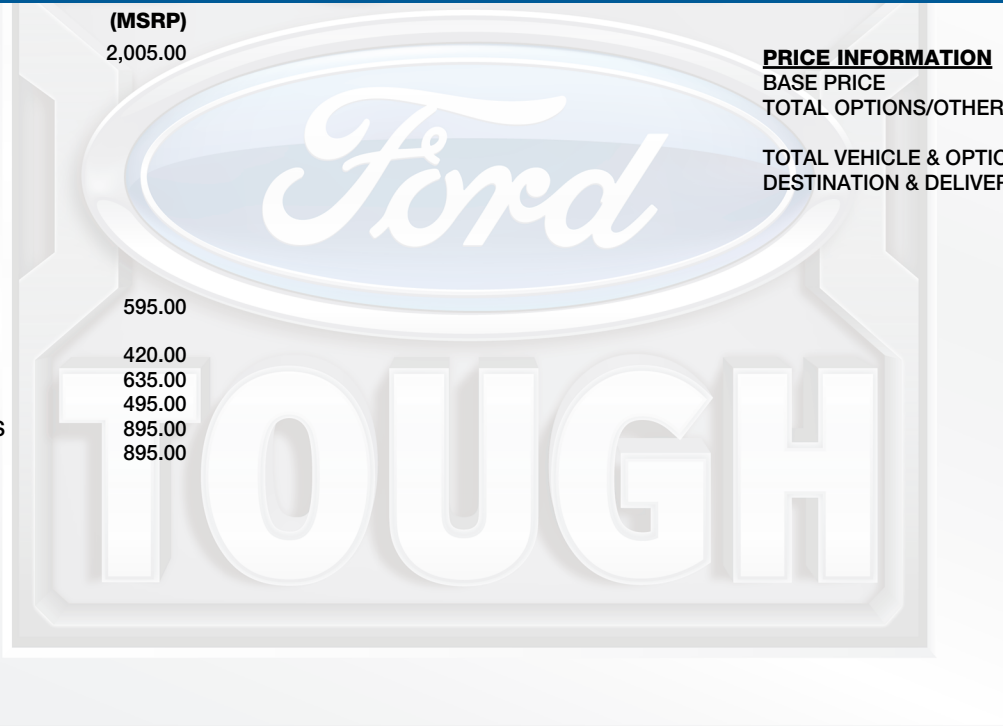 (MSRP)
2,005.00
595.00
420.00
635.00
495.00
S 895.00
895.00
PRICE INFORMATION
BASE PRICE
TOTAL OPTIONS/OTHER
TOTAL VEHICLE & OPTIO
DESTINATION & DELIVER
Ford
TOUGH